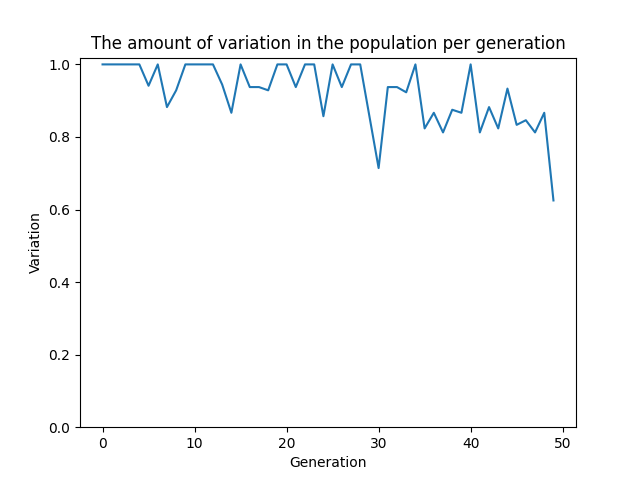 The amount of variation in the population per generation
1.0
0.8
0.6
0.4
0.2
0.0
Variation
0 10 20 30 40 50
Generation